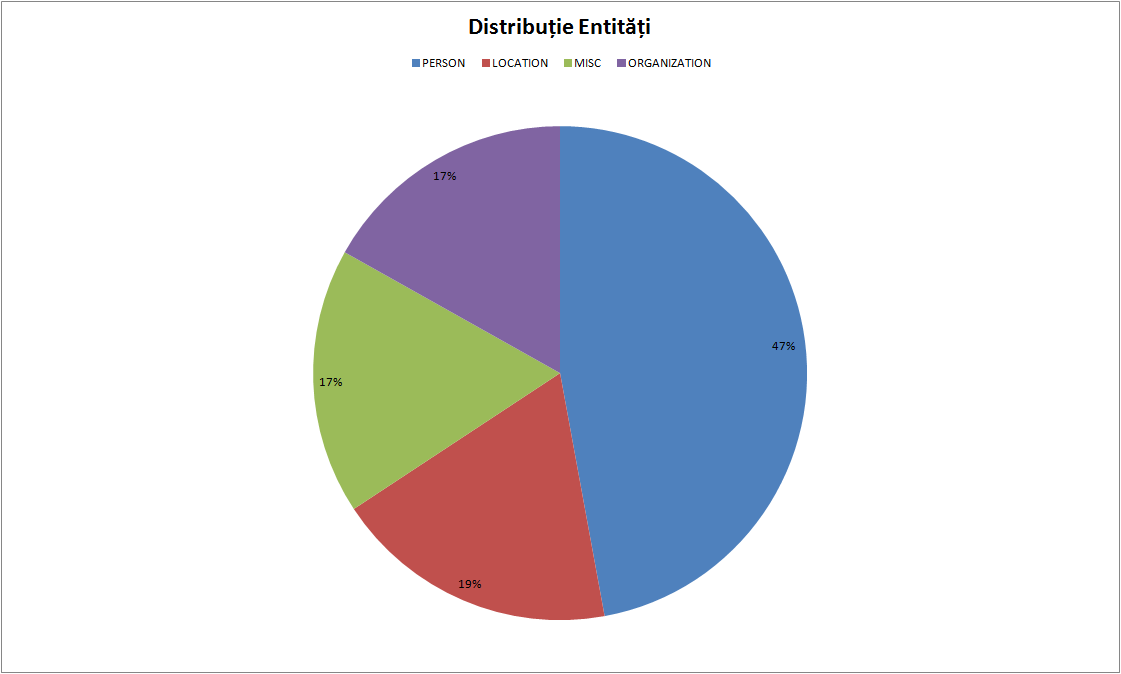 Distribuție Entități
PERSON LOCATION MISC ORGANIZATION
17%
47%
17%
19%